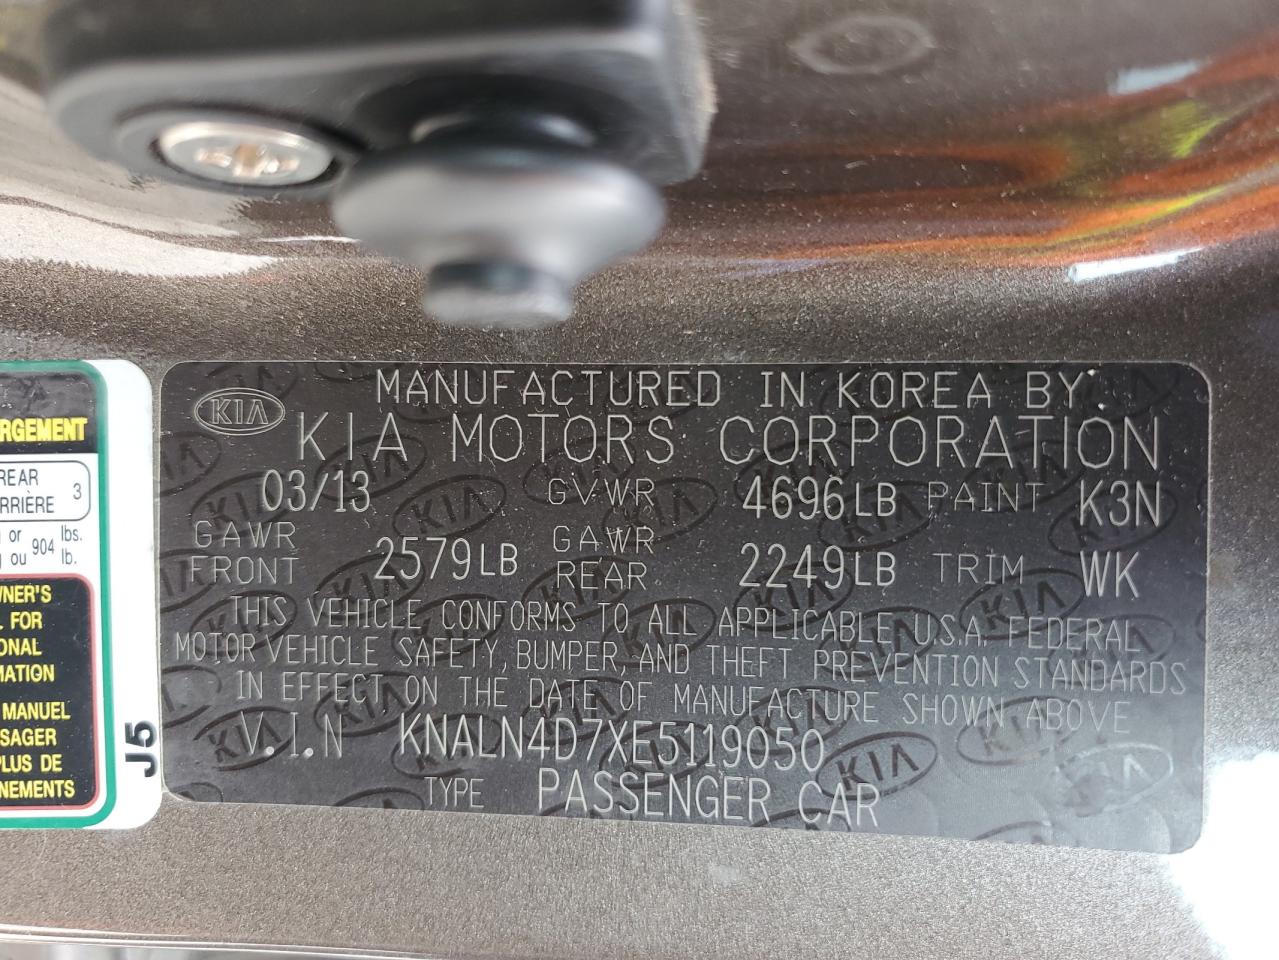 MANUFACTURED IN KOREA BY:
KIA KIA MOTORS CORPORATION
03/13 GVWR 4696LB PAINT K3N
GAWR FRONT 2579LB GAWR REAR 2249LB TRIM WK
THIS VEHICLE CONFORMS TO ALL APPLICABLE U.S.A. FEDERAL
MOTOR VEHICLE SAFETY, BUMPER, AND THEFT PREVENTION STANDARDS
IN EFFECT ON THE DATE OF MANUFACTURE SHOWN ABOVE
V.I.N KNALN4D7XE5119050
TYPE PASSENGER CAR
RGEMENT
REAR 3
RRIÈRE
or 904 lbs.
ou lb.
WNER'S
L FOR
ONAL
MATION
MANUEL
SAGER
PLUS DE
NEMENTS
J5